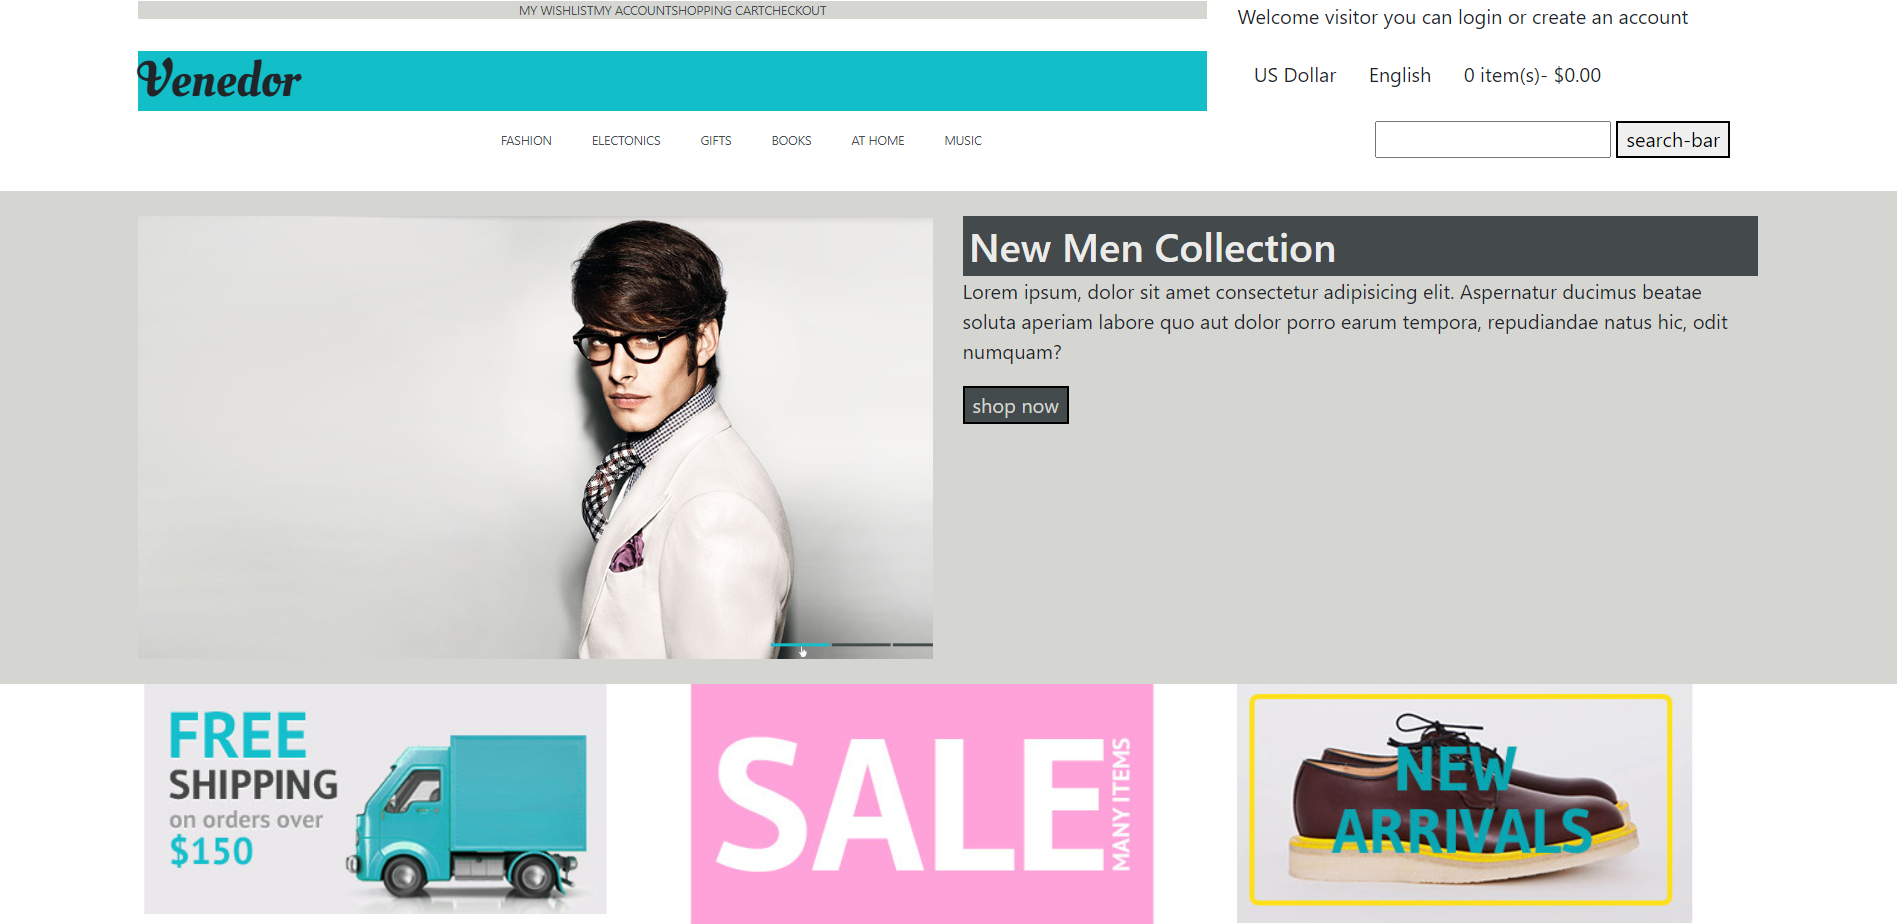 MY WISHLISTMY ACCOUNTSHOPPING CARTCHECKOUT
Welcome visitor you can login or create an account
Venedor
US Dollar English 0 item(s)- $0.00
FASHION ELECTONICS GIFTS BOOKS AT HOME MUSIC
search-bar
New Men Collection
Lorem ipsum, dolor sit amet consectetur adipisicing elit. Aspernatur ducimus beatae
soluta aperiam labore quo aut dolor porro earum tempora, repudiandae natus hic, odit
numquam?
shop now
FREE
SHIPPING
on orders over
$150
SALE
MANY ITEMS
NEW
ARRIVALS